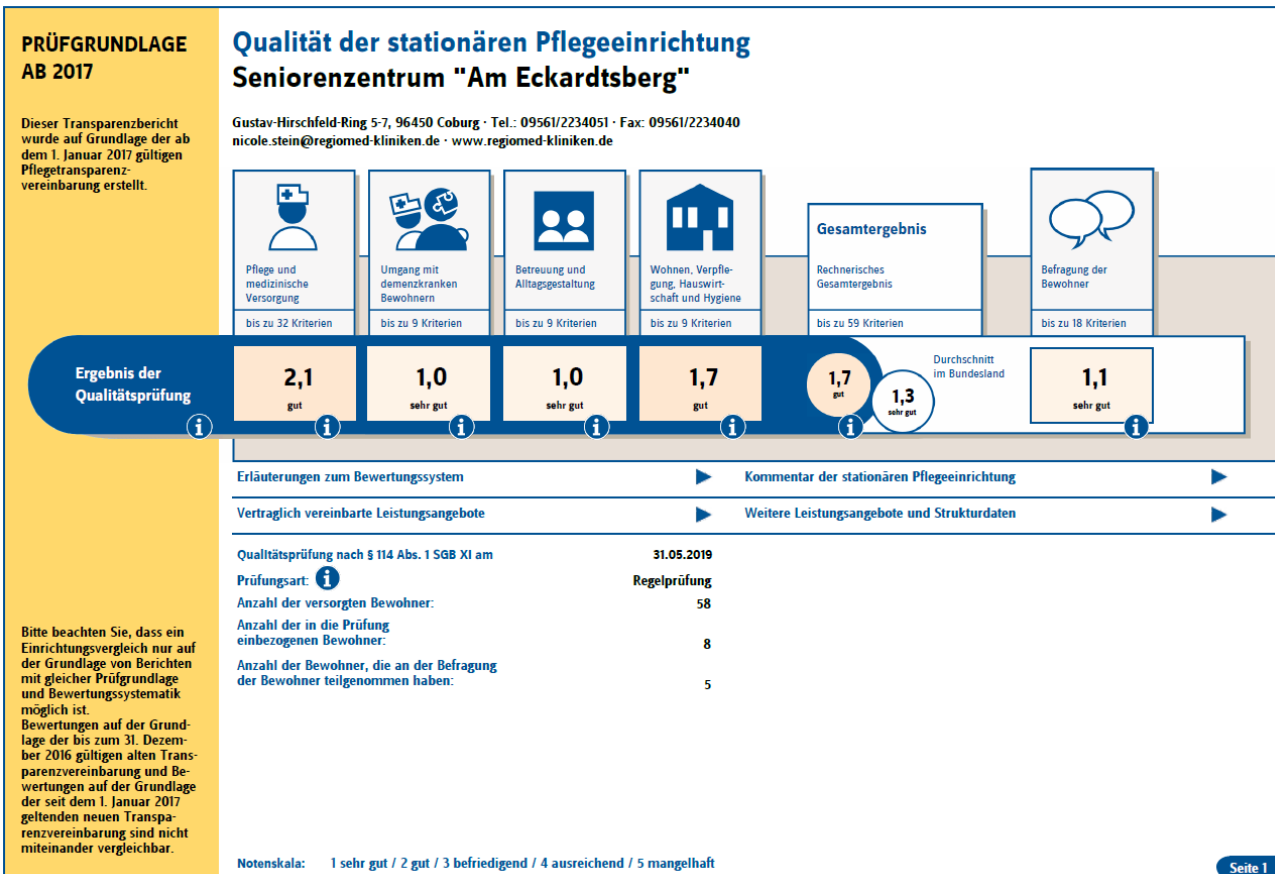 PRÜFGRUNDLAGE
AB 2017
Dieser Transparenzbericht
wurde auf Grundlage der ab
dem 1. Januar 2017 gültigen
Pflegetransparenz-
vereinbarung erstellt.
Qualität der stationären Pflegeeinrichtung
Seniorenzentrum "Am Eckardtsberg"
Gustav-Hirschfeld-Ring 5-7, 96450 Coburg · Tel.: 09561/2234051 · Fax: 09561/2234040
nicole.stein@regiomed-kliniken.de · www.regiomed-kliniken.de
Pflege und
medizinische
Versorgung
bis zu 32 Kriterien
Umgang mit
demenzkranken
Bewohnern
bis zu 9 Kriterien
Betreuung und
Alltagsgestaltung
bis zu 9 Kriterien
Wohnen, Verpfle-
gung, Hauswirt-
schaft und Hygiene
bis zu 9 Kriterien
Gesamtergebnis
Rechnerisches
Gesamtergebnis
bis zu 59 Kriterien
Befragung der
Bewohner
bis zu 18 Kriterien
Ergebnis der
Qualitätsprüfung
2,1
gut
1,0
sehr gut
1,0
sehr gut
1,7
gut
1,7
gut
1,3
sehr gut
Durchschnitt
im Bundesland
1,1
sehr gut
Erläuterungen zum Bewertungssystem
Kommentar der stationären Pflegeeinrichtung
Vertraglich vereinbarte Leistungsangebote
Weitere Leistungsangebote und Strukturdaten
Qualitätsprüfung nach § 114 Abs. 1 SGB XI am 31.05.2019
Prüfungsart: Regelprüfung
Anzahl der versorgten Bewohner: 58
Anzahl der in die Prüfung
einbezogenen Bewohner: 8
Anzahl der Bewohner, die an der Befragung
der Bewohner teilgenommen haben: 5
Bitte beachten Sie, dass ein
Einrichtungsvergleich nur auf
der Grundlage von Berichten
mit gleicher Prüfgrundlage
und Bewertungssystematik
möglich ist.
Bewertungen auf der Grund-
lage der bis zum 31. Dezem-
ber 2016 gültigen alten Trans-
parenzvereinbarung und Be-
wertungen auf der Grundlage
der seit dem 1. Januar 2017
geltenden neuen Transpa-
renzvereinbarung sind nicht
miteinander vergleichbar.
Notenskala: 1 sehr gut / 2 gut / 3 befriedigend / 4 ausreichend / 5 mangelhaft
Seite 1